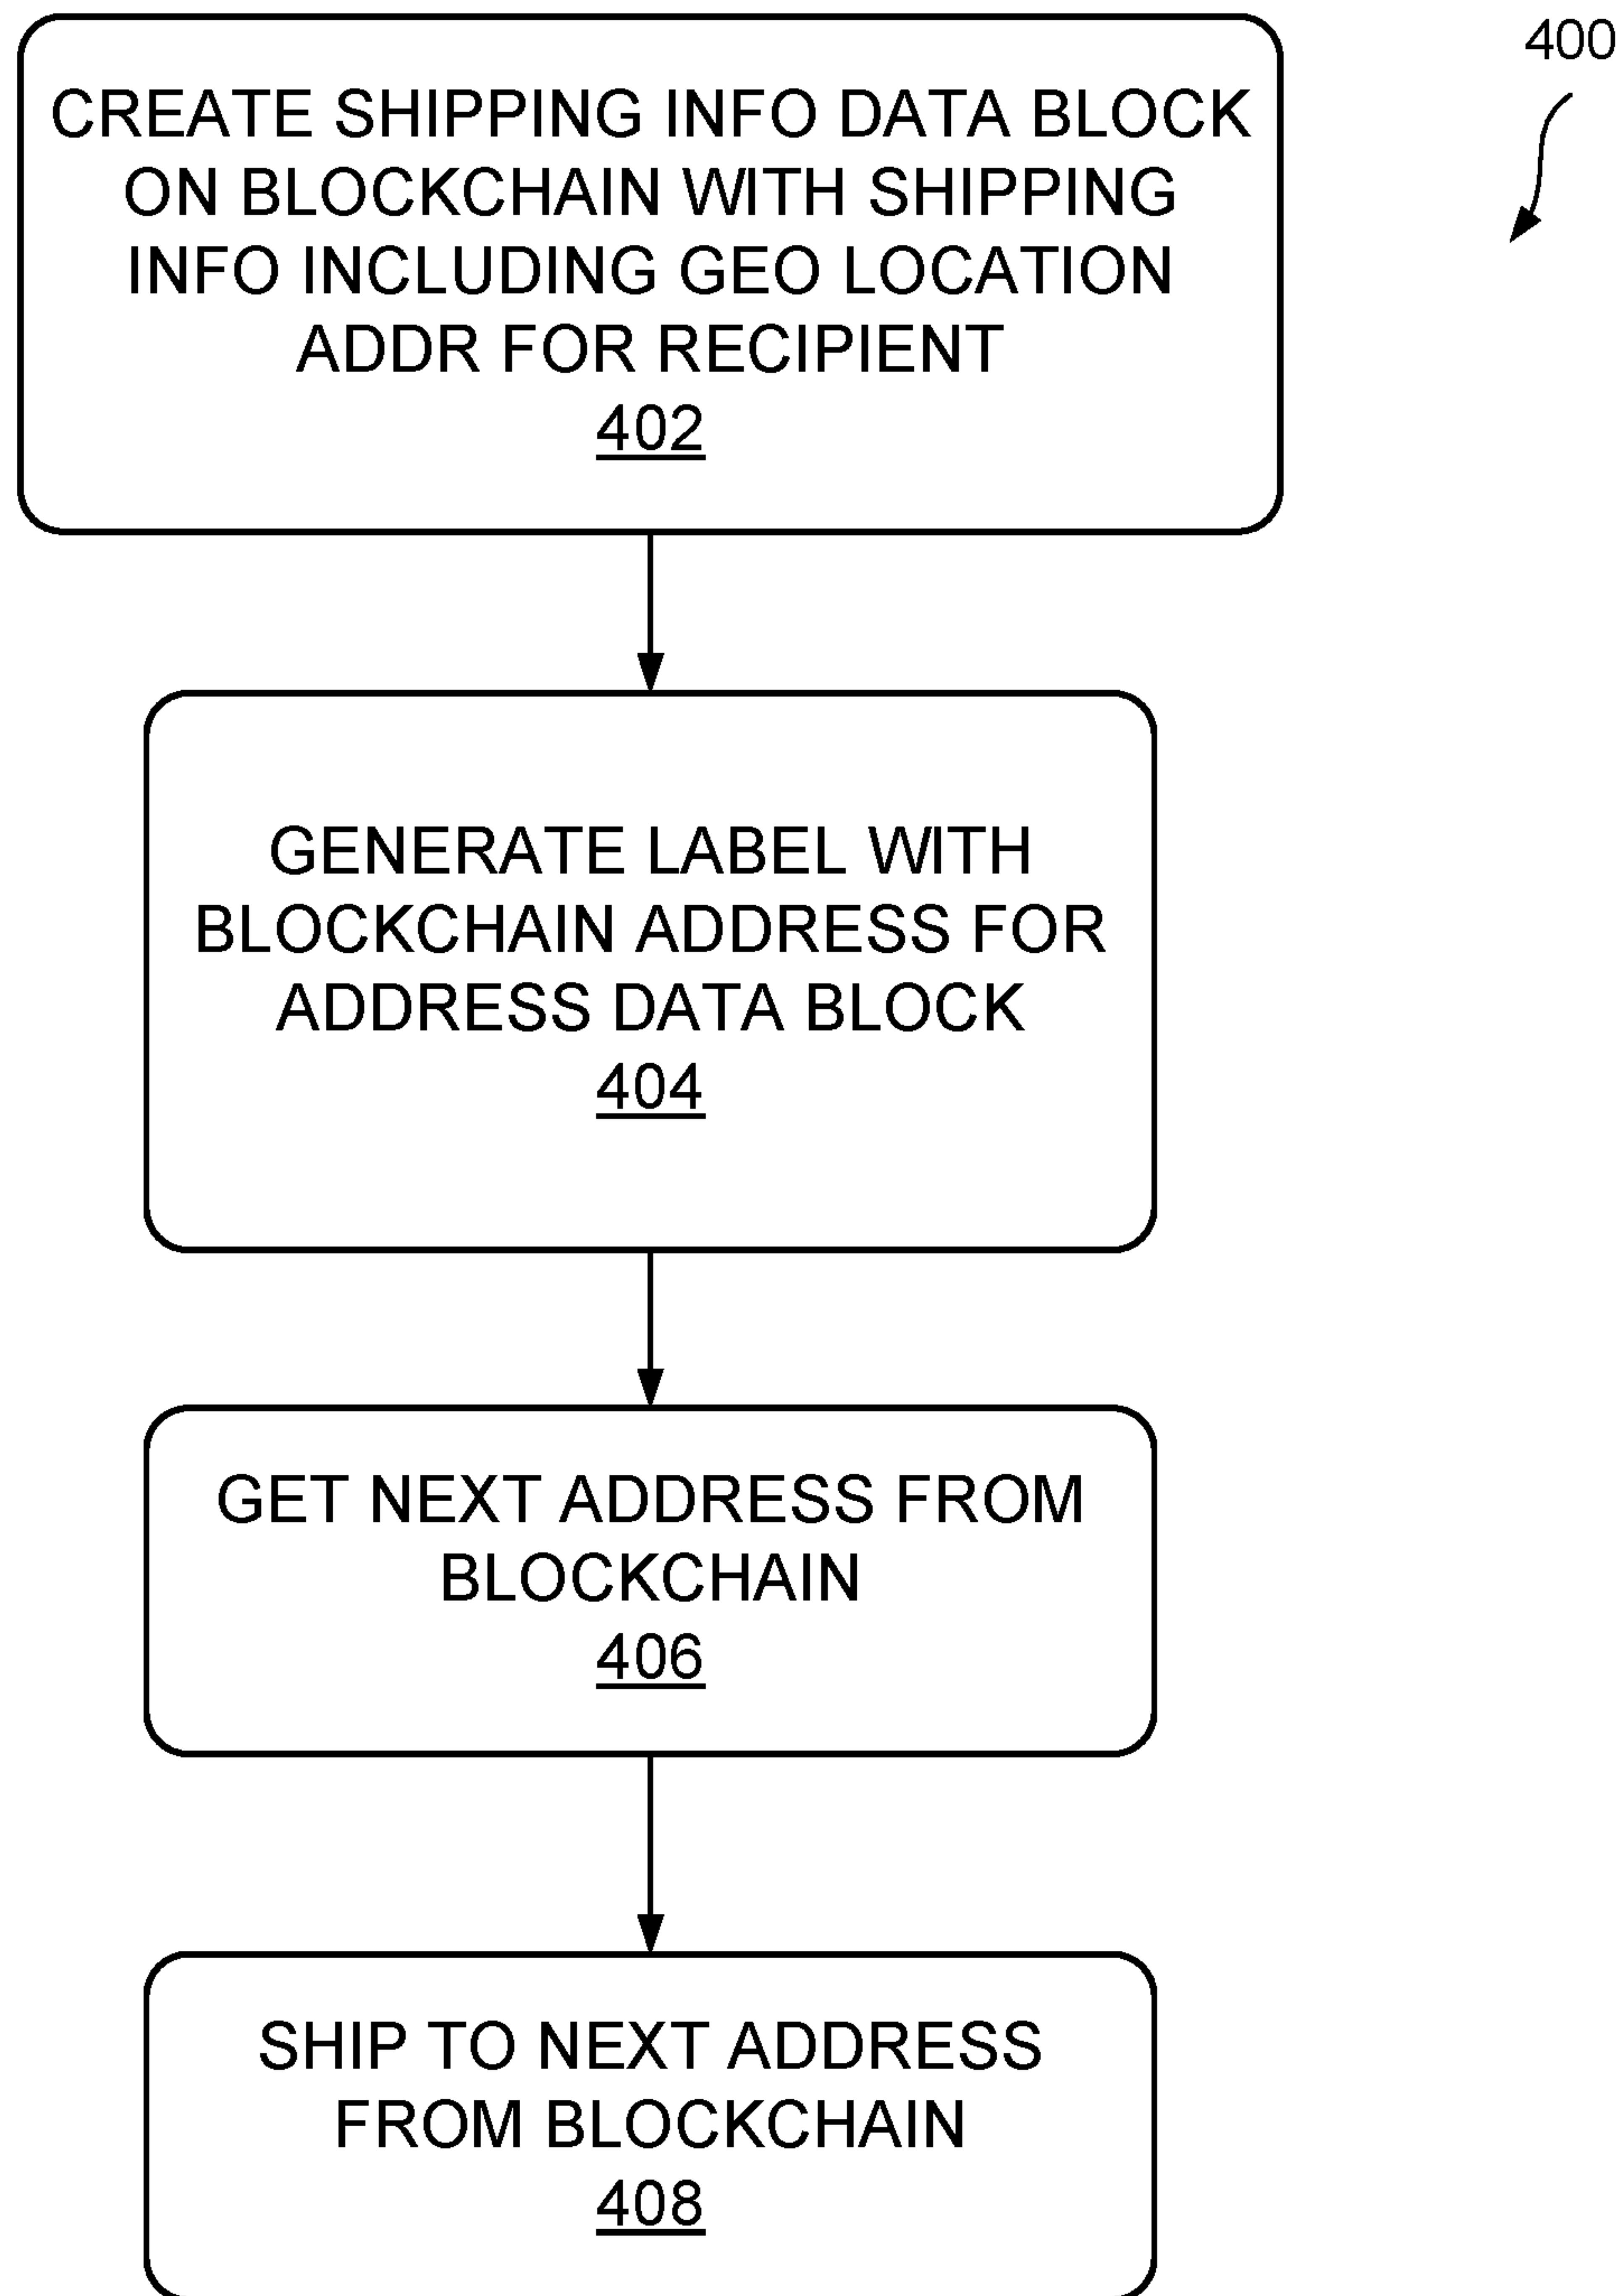 400
CREATE SHIPPING INFO DATA BLOCK
ON BLOCKCHAIN WITH SHIPPING
INFO INCLUDING GEO LOCATION
ADDR FOR RECIPIENT
402
GENERATE LABEL WITH
BLOCKCHAIN ADDRESS FOR
ADDRESS DATA BLOCK
404
GET NEXT ADDRESS FROM
BLOCKCHAIN
406
SHIP TO NEXT ADDRESS
FROM BLOCKCHAIN
408